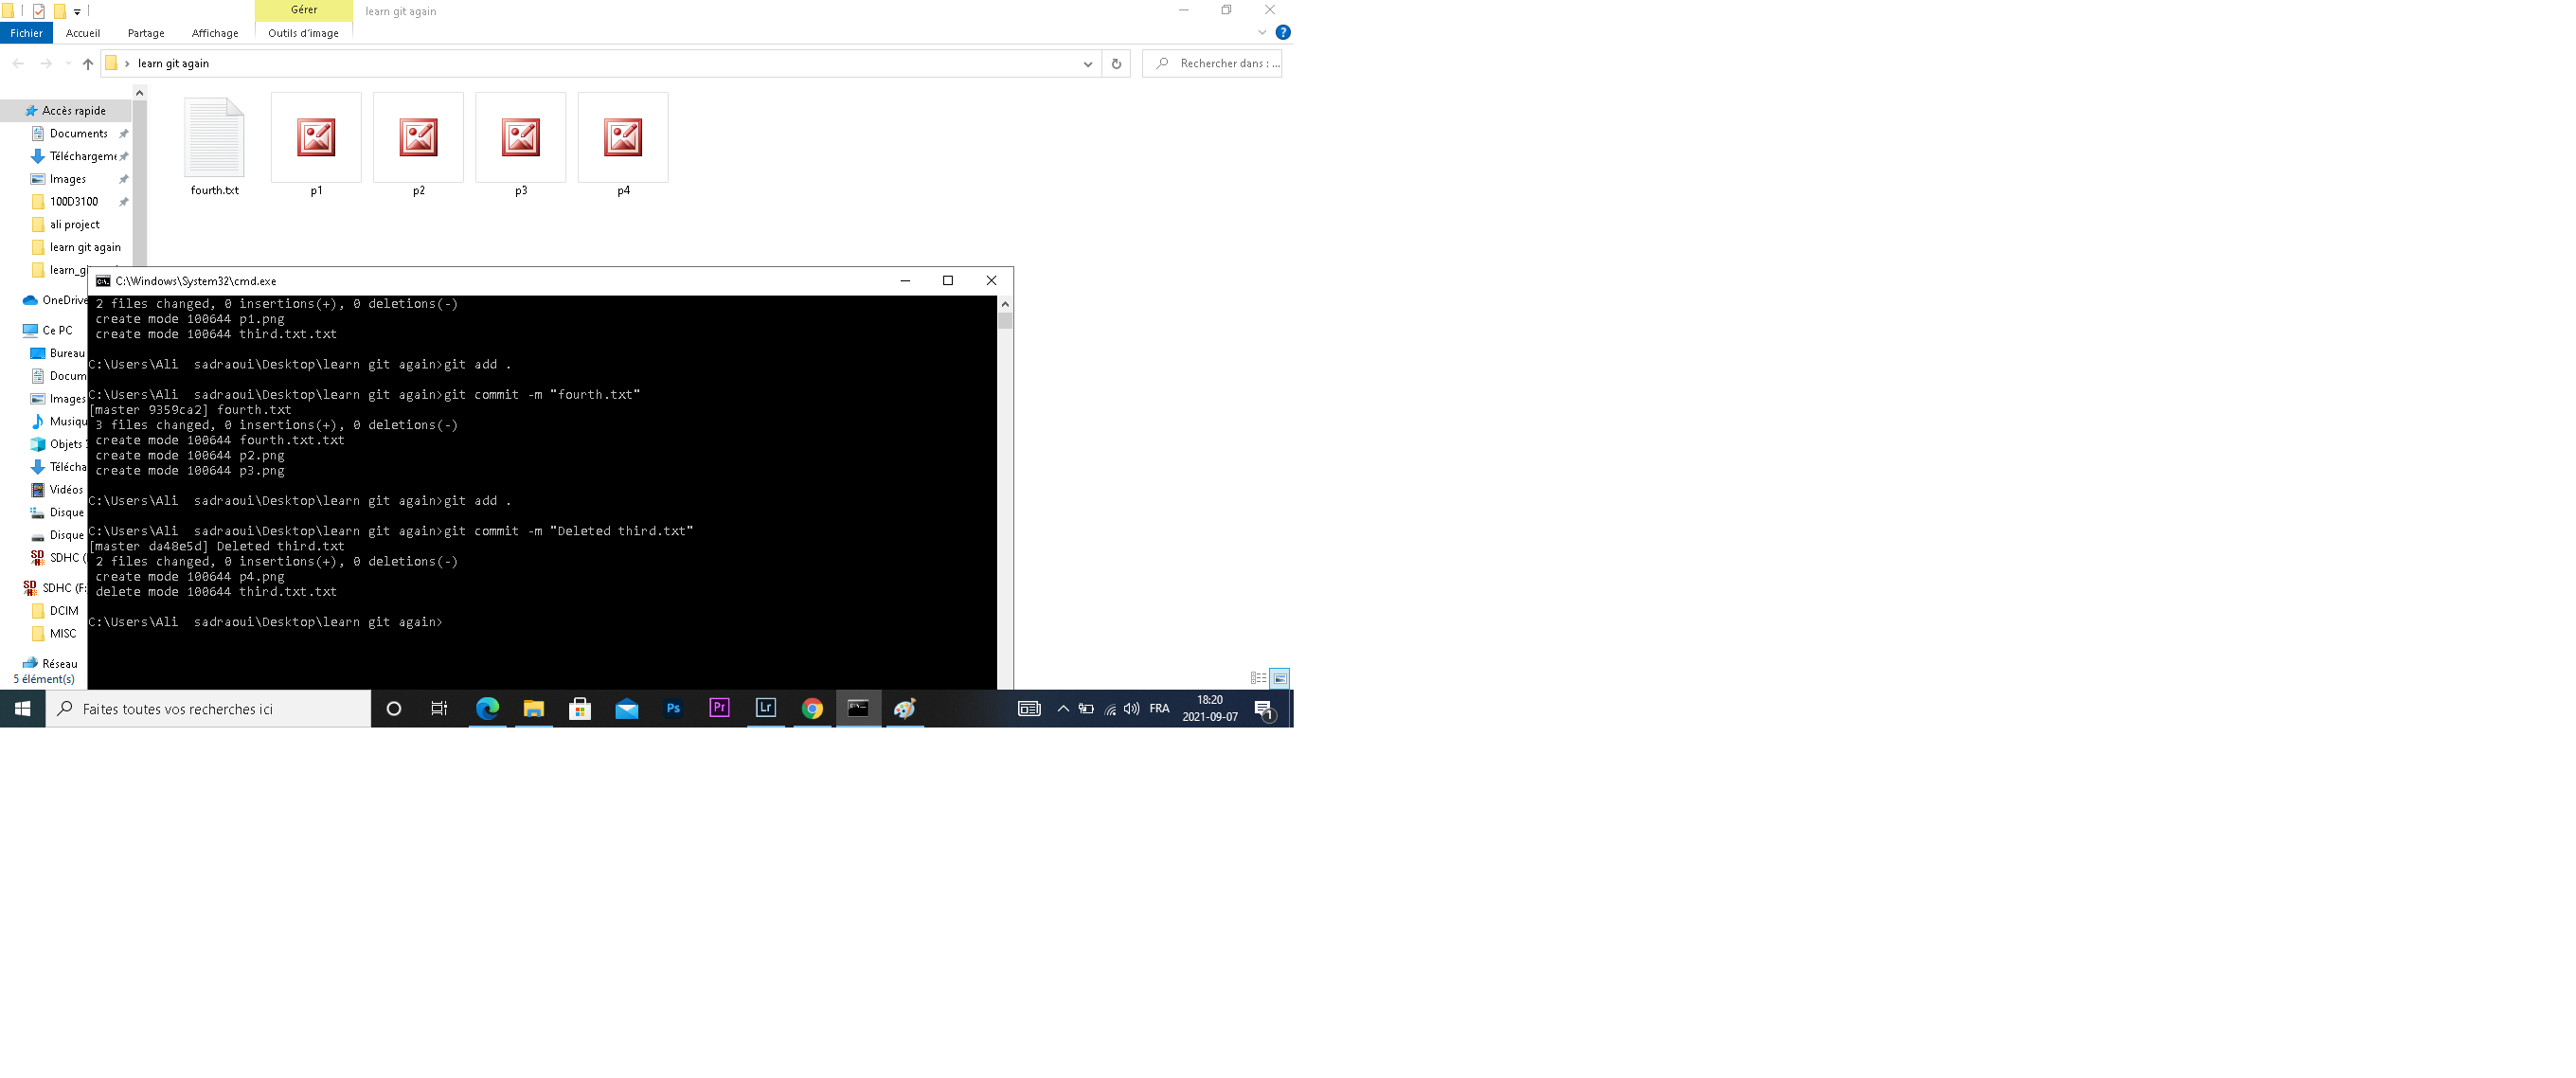 Gérer
learn git again
Fichier
Accueil
Partage
Affichage
Outils d'image
learn git again
Rechercher dans : ...
Accès rapide
Documents
Téléchargeme
Images
100D3100
ali project
learn git again
learn_gi
OneDrive
Ce PC
Bureau
Docum
Images
Musiqu
Objets 3
Télécha
Vidéos
Disque
Disque
SDHC (
SDHC (F:
DCIM
MISC
Réseau
5 élément(s)
fourth.txt
p1
p2
p3
p4
C:\Windows\System32\cmd.exe
2 files changed, 0 insertions(+), 0 deletions(-)
create mode 100644 p1.png
create mode 100644 third.txt.txt
C:\Users\Ali  sadraoui\Desktop\learn git again>git add .
C:\Users\Ali  sadraoui\Desktop\learn git again>git commit -m "fourth.txt"
[master 9359ca2] fourth.txt
3 files changed, 0 insertions(+), 0 deletions(-)
create mode 100644 fourth.txt.txt
create mode 100644 p2.png
create mode 100644 p3.png
C:\Users\Ali  sadraoui\Desktop\learn git again>git add .
C:\Users\Ali  sadraoui\Desktop\learn git again>git commit -m "Deleted third.txt"
[master da48e5d] Deleted third.txt
2 files changed, 0 insertions(+), 0 deletions(-)
create mode 100644 p4.png
delete mode 100644 third.txt.txt
C:\Users\Ali  sadraoui\Desktop\learn git again>
Faites toutes vos recherches ici
Ps
Pr
Lr
FRA
18:20
2021-09-07
1